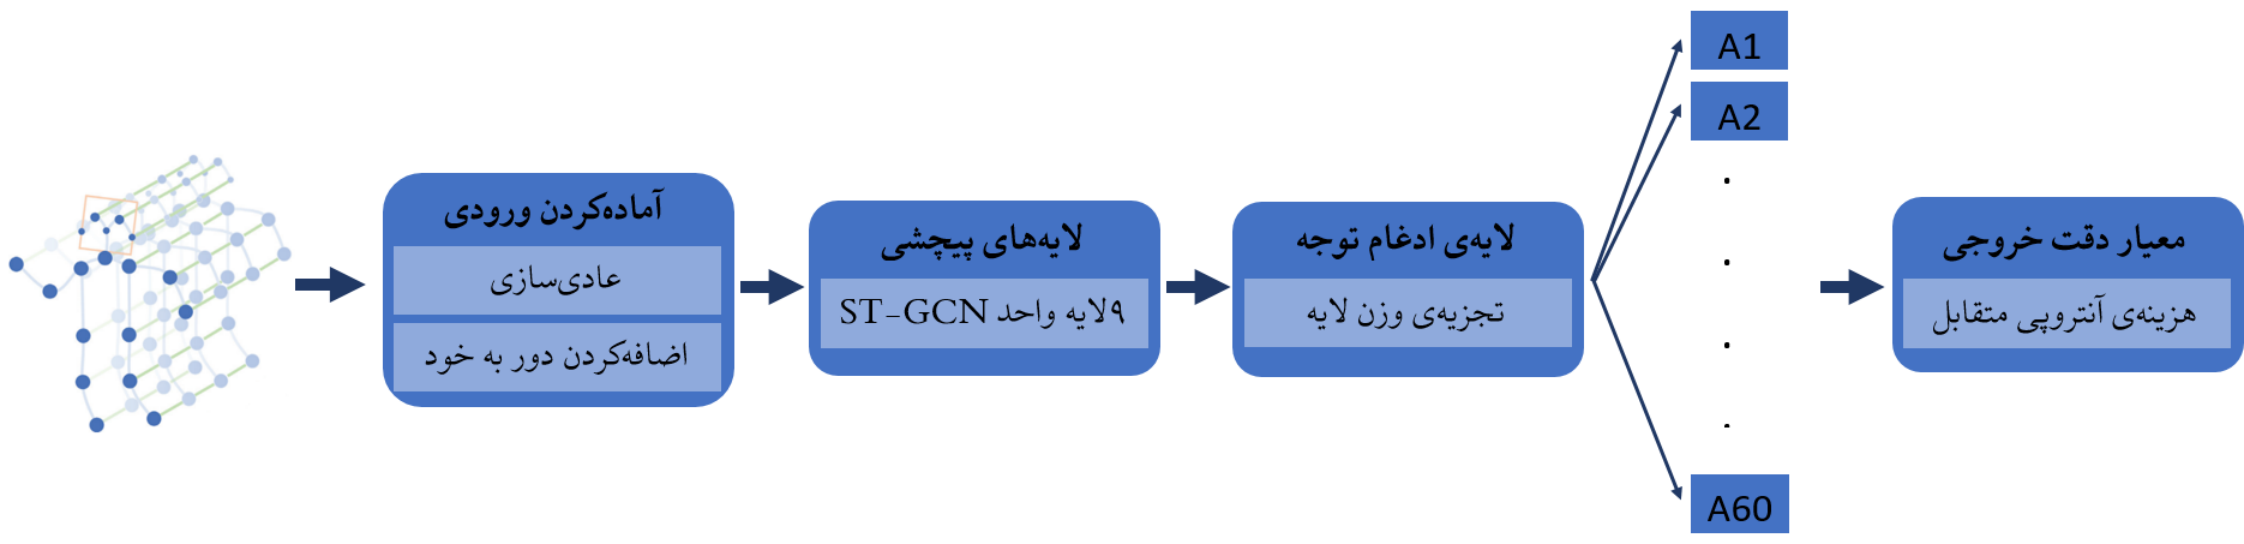 آماده‌کردن ورودی
عادی‌سازی
اضافه‌کردن دور به خود
لایه‌های پیچشی
۹لایه واحد ST-GCN
لایه‌ی ادغام توجه
تجزیه‌ی وزن لایه
A1
A2
.
.
.
.
A60
معیار دقت خروجی
هزینه‌ی آنتروپی متقابل